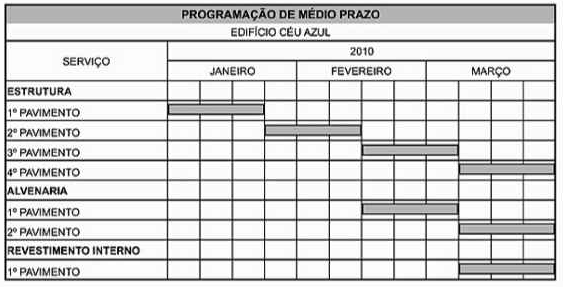 PROGRAMAÇÃO DE MÉDIO PRAZO
EDIFÍCIO CÉU AZUL
SERVIÇO
2010
JANEIRO FEVEREIRO MARÇO
ESTRUTURA
1º PAVIMENTO
2º PAVIMENTO
3º PAVIMENTO
4º PAVIMENTO
ALVENARIA
1º PAVIMENTO
2º PAVIMENTO
REVESTIMENTO INTERNO
1º PAVIMENTO